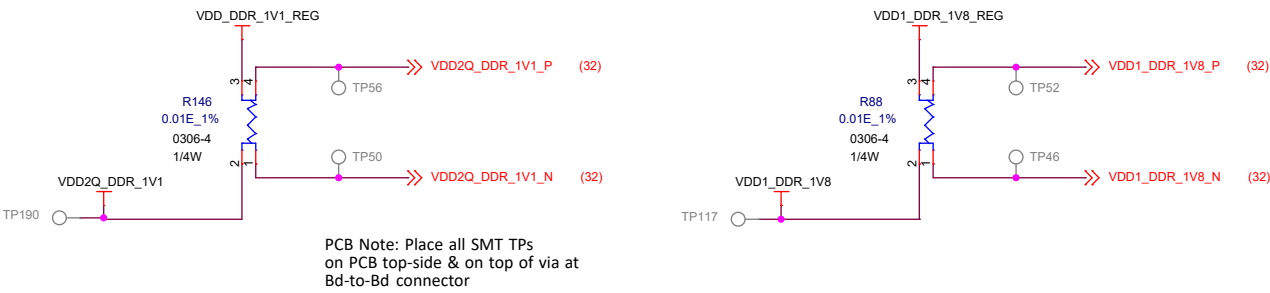 VDD_DDR_1V1_REG
3
4
VDD2Q_DDR_1V1_P (32)
TP56
R146
0.01E_1%
0306-4
1/4W
2
1
TP50
VDD2Q_DDR_1V1_N (32)
VDD2Q_DDR_1V1
TP190
PCB Note: Place all SMT TPs
on PCB top-side & on top of via at
Bd-to-Bd connector
VDD1_DDR_1V8_REG
3
4
VDD1_DDR_1V8_P (32)
TP52
R88
0.01E_1%
0306-4
1/4W
2
1
TP46
VDD1_DDR_1V8_N (32)
VDD1_DDR_1V8
TP117